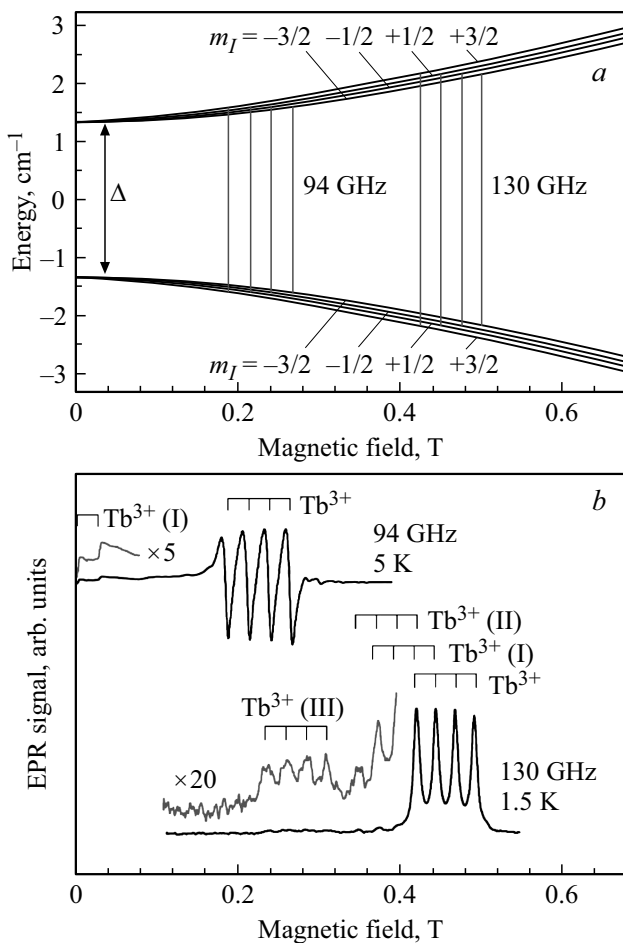 3
2
1
0
–1
–2
–3
Energy, cm⁻¹
m_I = –3/2 –1/2 +1/2 +3/2
a
Δ
94 GHz
130 GHz
m_I = –3/2 –1/2 +1/2 +3/2
0 0.2 0.4 0.6
Magnetic field, T
b
Tb³⁺ (I)
×5
Tb³⁺
94 GHz
5 K
Tb³⁺ (II)
Tb³⁺ (I)
Tb³⁺
Tb³⁺ (III)
×20
130 GHz
1.5 K
EPR signal, arb. units
0 0.2 0.4 0.6
Magnetic field, T